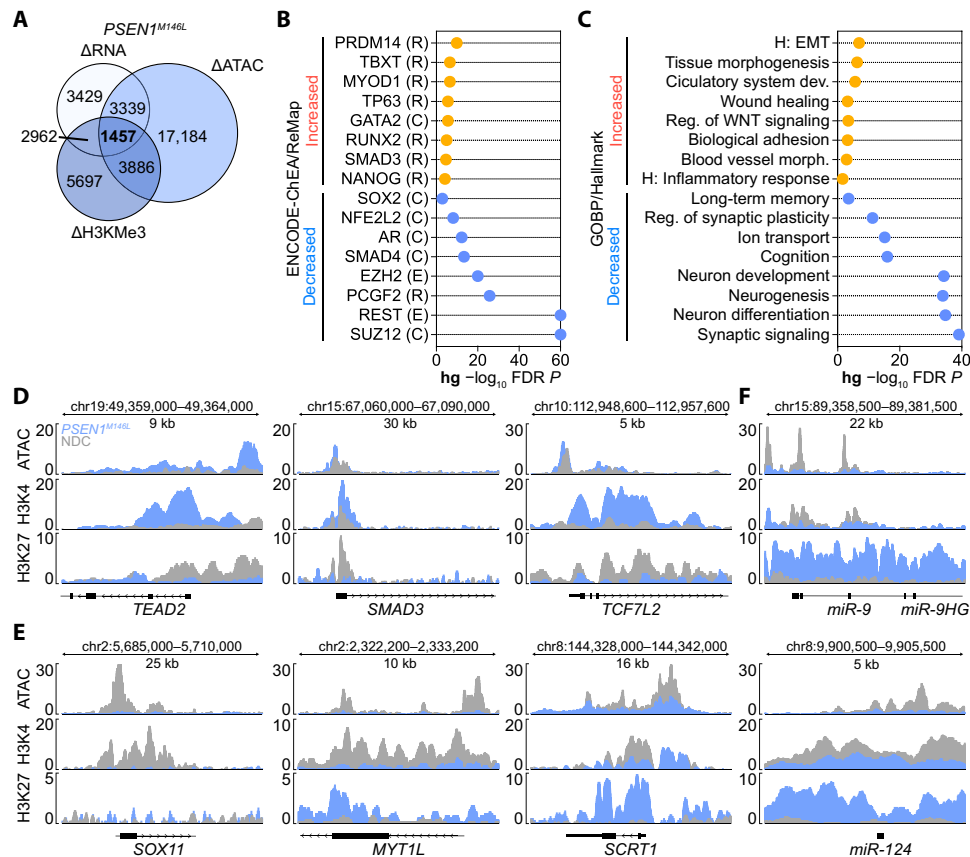 A
PSEN1^M146L
ΔRNA
ΔATAC
3429
3339
2962
1457
17,184
3886
5697
ΔH3KMe3
B
ENCODE-ChEA/ReMap
Increased
Decreased
PRDM14 (R)
TBXT (R)
MYOD1 (R)
TP63 (R)
GATA2 (C)
RUNX2 (R)
SMAD3 (R)
NANOG (R)
SOX2 (C)
NFE2L2 (C)
AR (C)
SMAD4 (C)
EZH2 (E)
PCGF2 (R)
REST (E)
SUZ12 (C)
0 20 40 60
hg −log10 FDR P
C
GOBP/Hallmark
Increased
Decreased
H: EMT
Tissue morphogenesis
Ciculatory system dev.
Wound healing
Reg. of WNT signaling
Biological adhesion
Blood vessel morph.
H: Inflammatory response
Long-term memory
Reg. of synaptic plasticity
Ion transport
Cognition
Neuron development
Neurogenesis
Neuron differentiation
Synaptic signaling
0 20 40
hg −log10 FDR P
D
chr19:49,359,000–49,364,000
9 kb
PSEN1^M146L
NDC
ATAC
20
0
H3K4
20
0
H3K27
10
0
TEAD2
chr15:67,060,000–67,090,000
30 kb
20
0
20
0
10
0
SMAD3
chr10:112,948,600–112,957,600
5 kb
20
0
10
0
10
0
TCF7L2
F
chr15:89,358,500–89,381,500
22 kb
30
0
20
0
10
0
miR-9
miR-9HG
E
chr2:5,685,000–5,710,000
25 kb
ATAC
30
0
H3K4
20
0
H3K27
5
0
SOX11
chr2:2,322,200–2,333,200
10 kb
30
0
10
0
5
0
MYT1L
chr8:144,328,000–144,342,000
16 kb
30
0
20
0
10
0
SCRT1
chr8:9,900,500–9,905,500
5 kb
20
0
20
0
10
0
miR-124